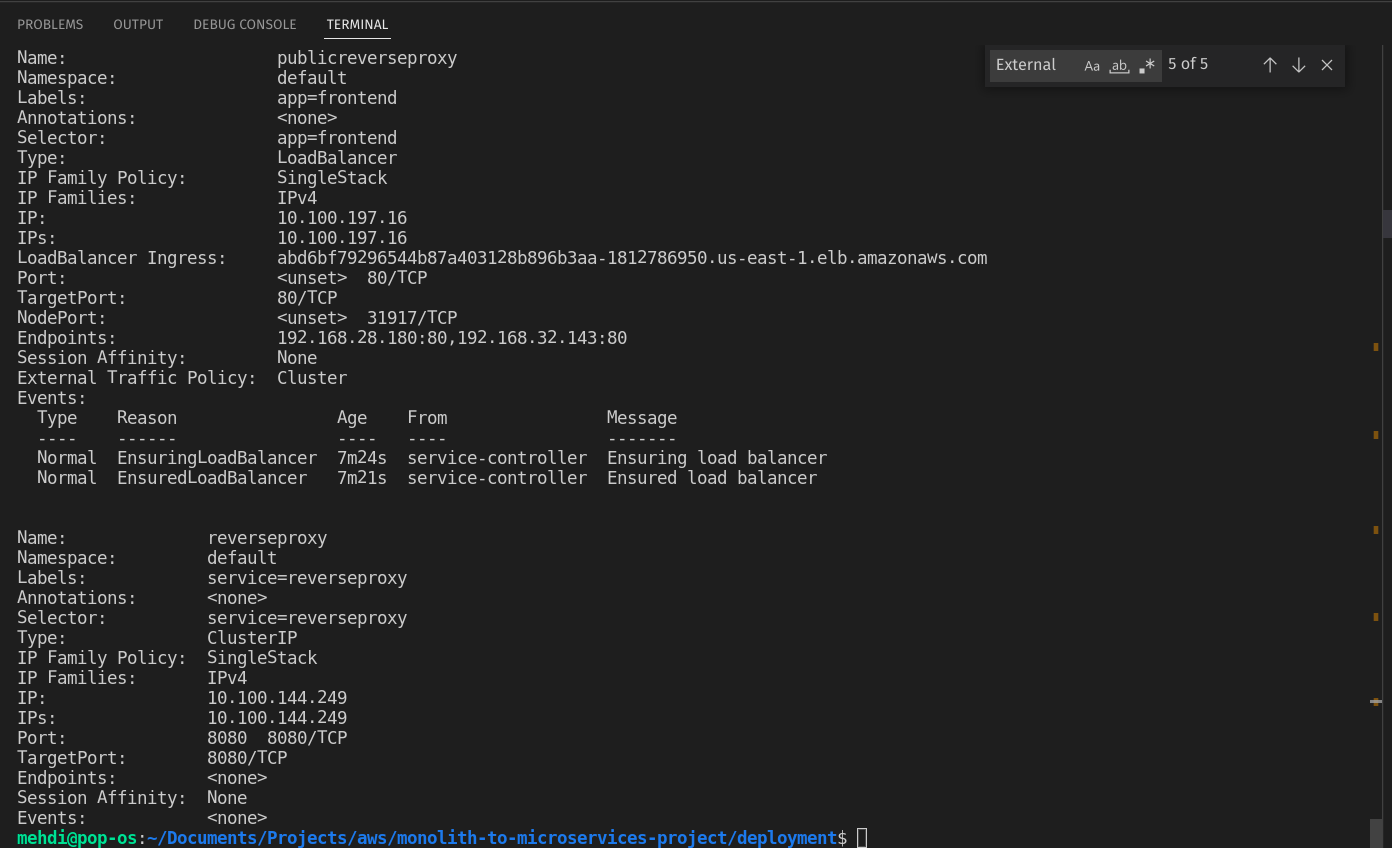 PROBLEMS OUTPUT DEBUG CONSOLE TERMINAL
External Aa ab .* 5 of 5
Name: publicreverseproxy
Namespace: default
Labels: app=frontend
Annotations: <none>
Selector: app=frontend
Type: LoadBalancer
IP Family Policy: SingleStack
IP Families: IPv4
IP: 10.100.197.16
IPs: 10.100.197.16
LoadBalancer Ingress: abd6bf79296544b87a403128b896b3aa-1812786950.us-east-1.elb.amazonaws.com
Port: <unset> 80/TCP
TargetPort: 80/TCP
NodePort: <unset> 31917/TCP
Endpoints: 192.168.28.180:80,192.168.32.143:80
Session Affinity: None
External Traffic Policy: Cluster
Events:
Type Reason Age From Message
---- ------ ---- ---- -------
Normal EnsuringLoadBalancer 7m24s service-controller Ensuring load balancer
Normal EnsuredLoadBalancer 7m21s service-controller Ensured load balancer
Name: reverseproxy
Namespace: default
Labels: service=reverseproxy
Annotations: <none>
Selector: service=reverseproxy
Type: ClusterIP
IP Family Policy: SingleStack
IP Families: IPv4
IP: 10.100.144.249
IPs: 10.100.144.249
Port: 8080 8080/TCP
TargetPort: 8080/TCP
Endpoints: <none>
Session Affinity: None
Events: <none>
mehdi@pop-os:~/Documents/Projects/aws/monolith-to-microservices-project/deployment$